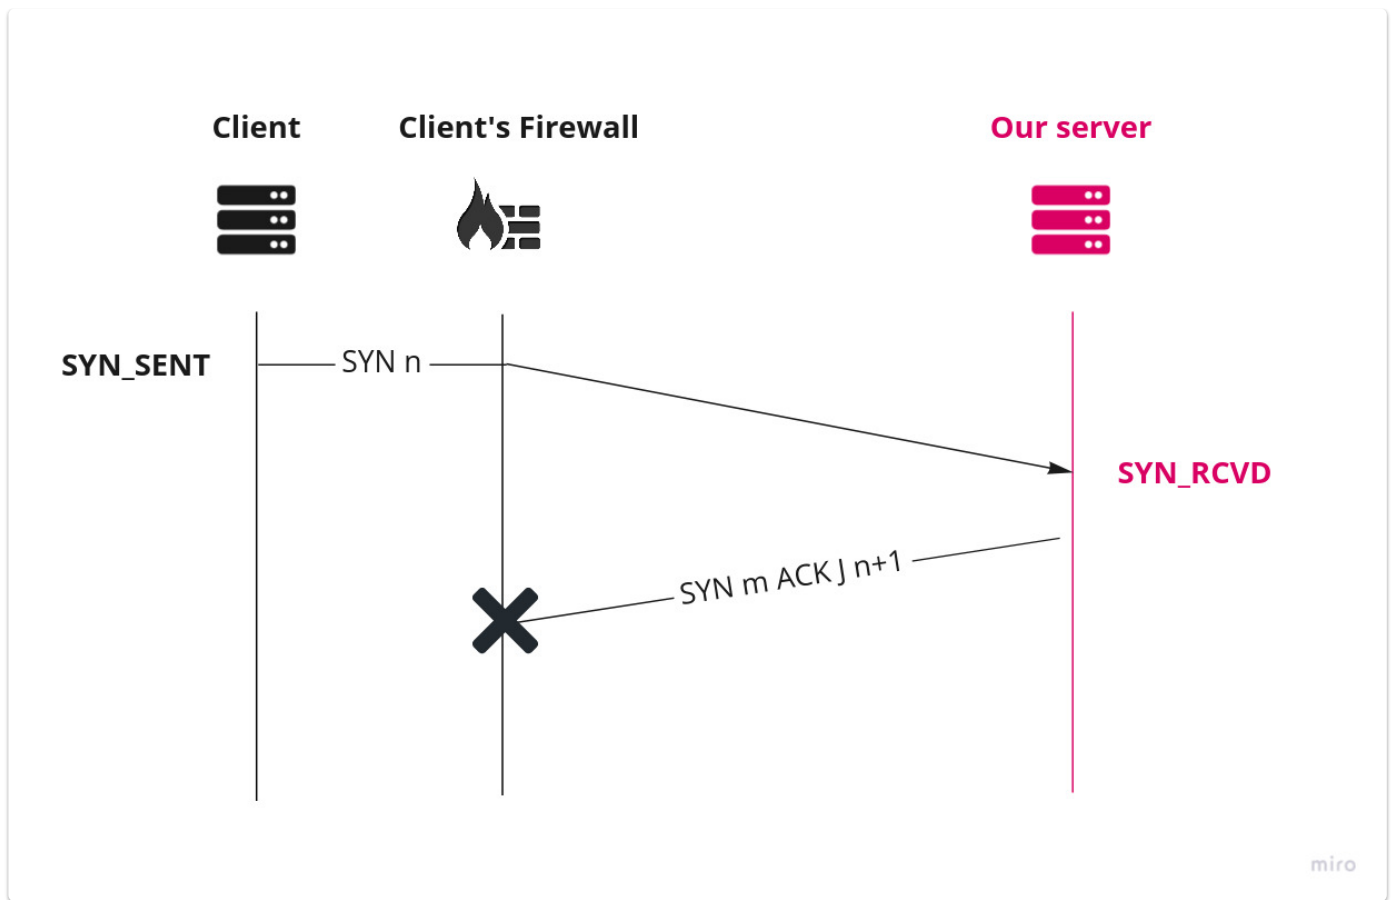 Client
Client's Firewall
Our server
SYN_SENT
SYN n
SYN_RCVD
SYN m ACK J n+1
miro